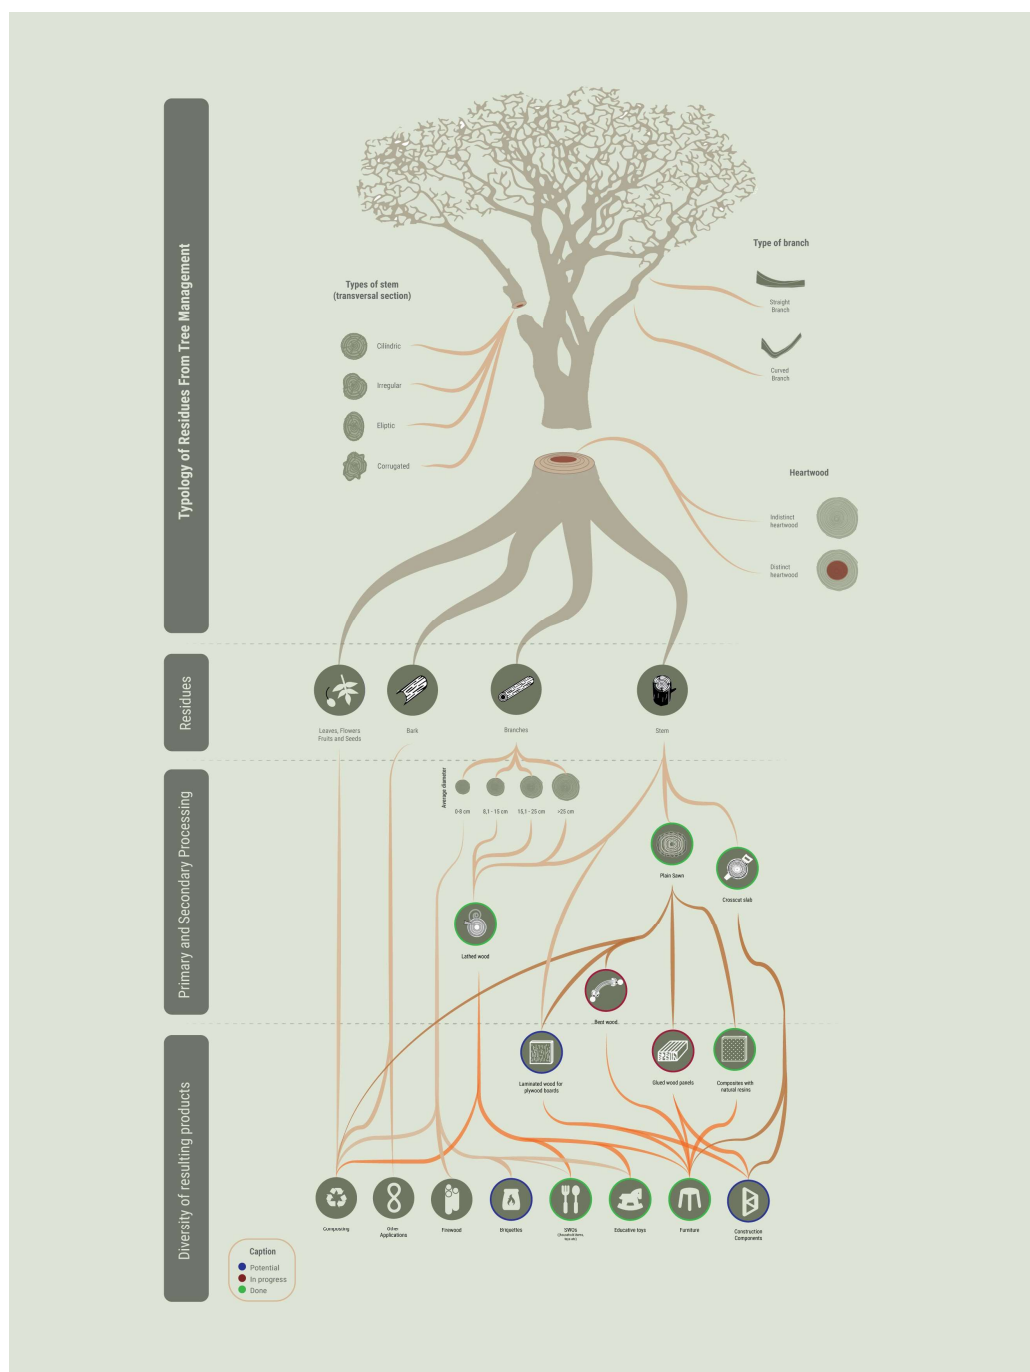 Typology of Residues From Tree Management
Type of branch
Straight
Branch
Curved
Branch
Types of stem
(transversal section)
Cilindric
Irregular
Eliptic
Corrugated
Heartwood
Indistinct
heartwood
Distinct
heartwood
Residues
Leaves, Flowers
Fruits and Seeds
Bark
Branches
Stem
Primary and Secondary Processing
Average diameter
0-8 cm
8,1 - 15 cm
15,1 - 25 cm
>25 cm
Plain Sawn
Crosscut slab
Lathed wood
Bent wood
Laminated wood for
plywood boards
Glued wood panels
Composites with
natural resins
Diversity of resulting products
Composing
Other
Applications
Firewood
Briquettes
SWOs
Educative toys
Furniture
Construction
Components
Caption
Potential
In progress
Done